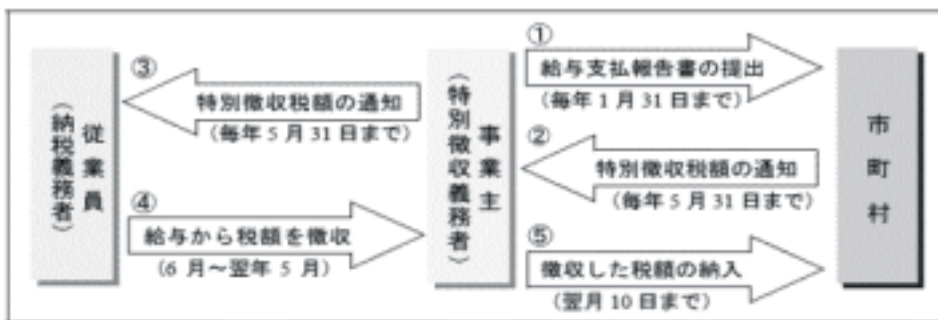 従業員
（納税義務者）
事業主
（特別徴収義務者）
市町村
①
給与支払報告書の提出
（毎年1月31日まで）
②
特別徴収税額の通知
（毎年5月31日まで）
③
特別徴収税額の通知
（毎年5月31日まで）
④
給与から税額を徴収
（6月～翌年5月）
⑤
徴収した税額の納入
（翌月10日まで）